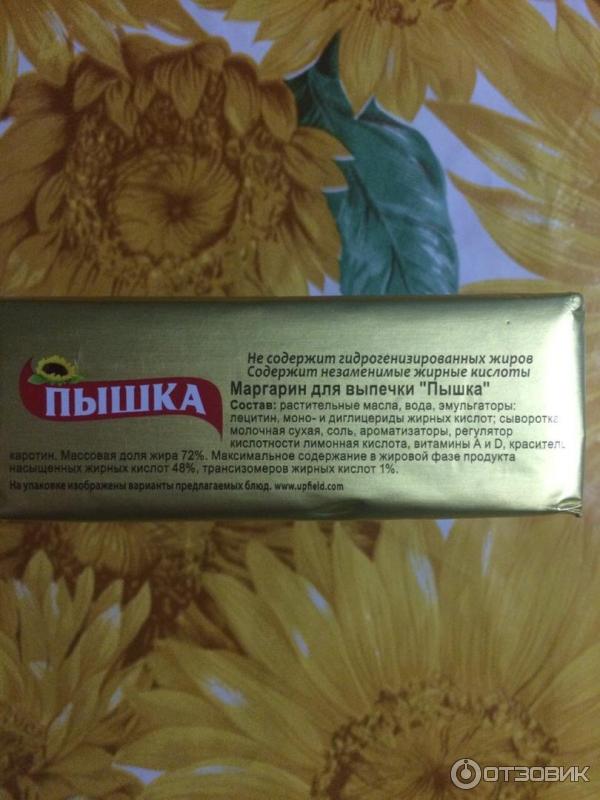 Не содержит гидрогенизированных жиров
Содержит незаменимые жирные кислоты
ПЫШКА
Маргарин для выпечки "Пышка"
Состав: растительные масла, вода, эмульгаторы:
лецитин, моно- и диглицериды жирных кислот; сыворотка
молочная сухая, соль, ароматизаторы, регулятор
кислотности лимонная кислота, витамины А и D, краситель
каротин. Массовая доля жира 72%. Максимальное содержание в жировой фазе продукта
насыщенных жирных кислот 48%, трансизомеров жирных кислот 1%.
На упаковке изображены варианты предлагаемых блюд. www.upfield.com
ОТЗОВИК